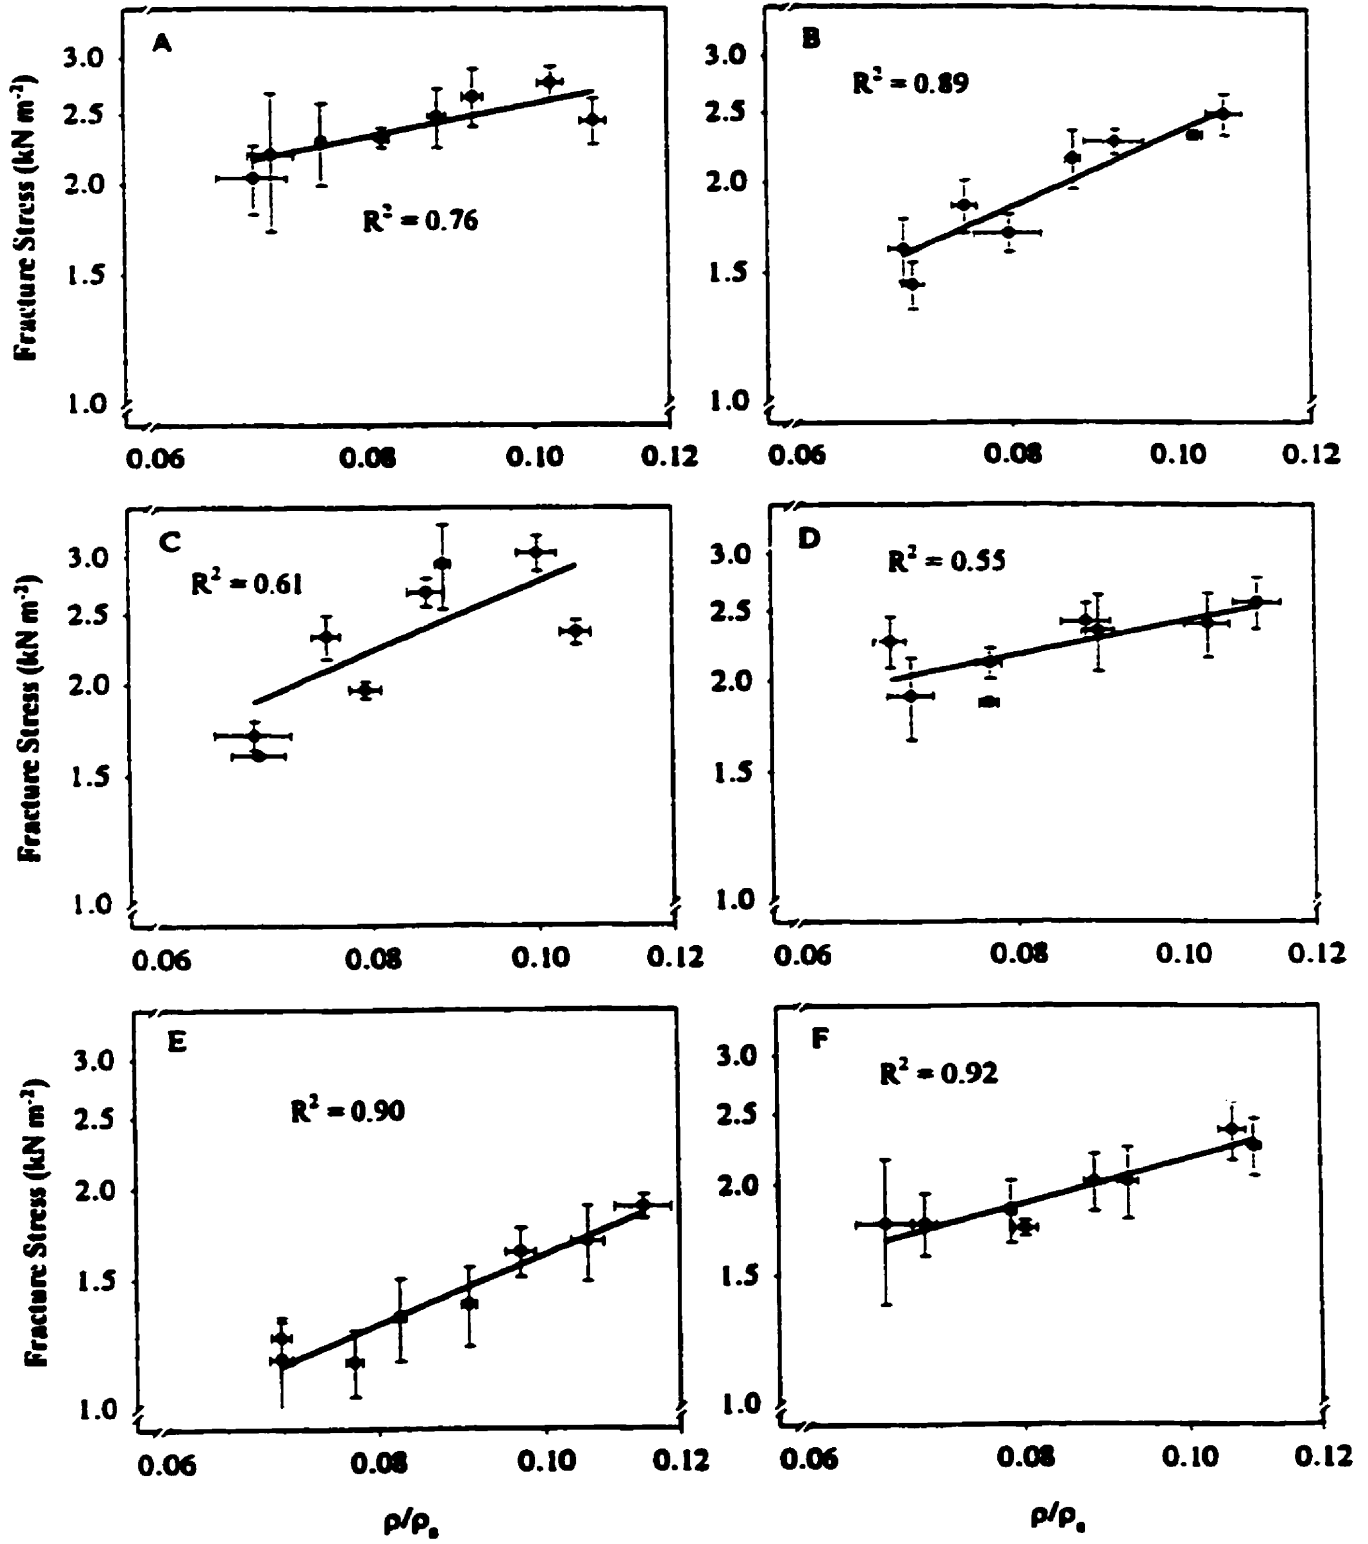 A
Fracture Stress (kN m⁻²)
3.0
2.5
2.0
1.5
1.0
R² = 0.76
0.06 0.08 0.10 0.12
B
R² = 0.89
3.0
2.5
2.0
1.5
1.0
0.06 0.08 0.10 0.12
C
Fracture Stress (kN m⁻²)
R² = 0.61
3.0
2.5
2.0
1.5
1.0
0.06 0.08 0.10 0.12
D
R² = 0.55
3.0
2.5
2.0
1.5
1.0
0.06 0.08 0.10 0.12
E
Fracture Stress (kN m⁻²)
R² = 0.90
3.0
2.5
2.0
1.5
1.0
0.06 0.08 0.10 0.12
ρ/ρₛ
F
R² = 0.92
3.0
2.5
2.0
1.5
1.0
0.06 0.08 0.10 0.12
ρ/ρₛ